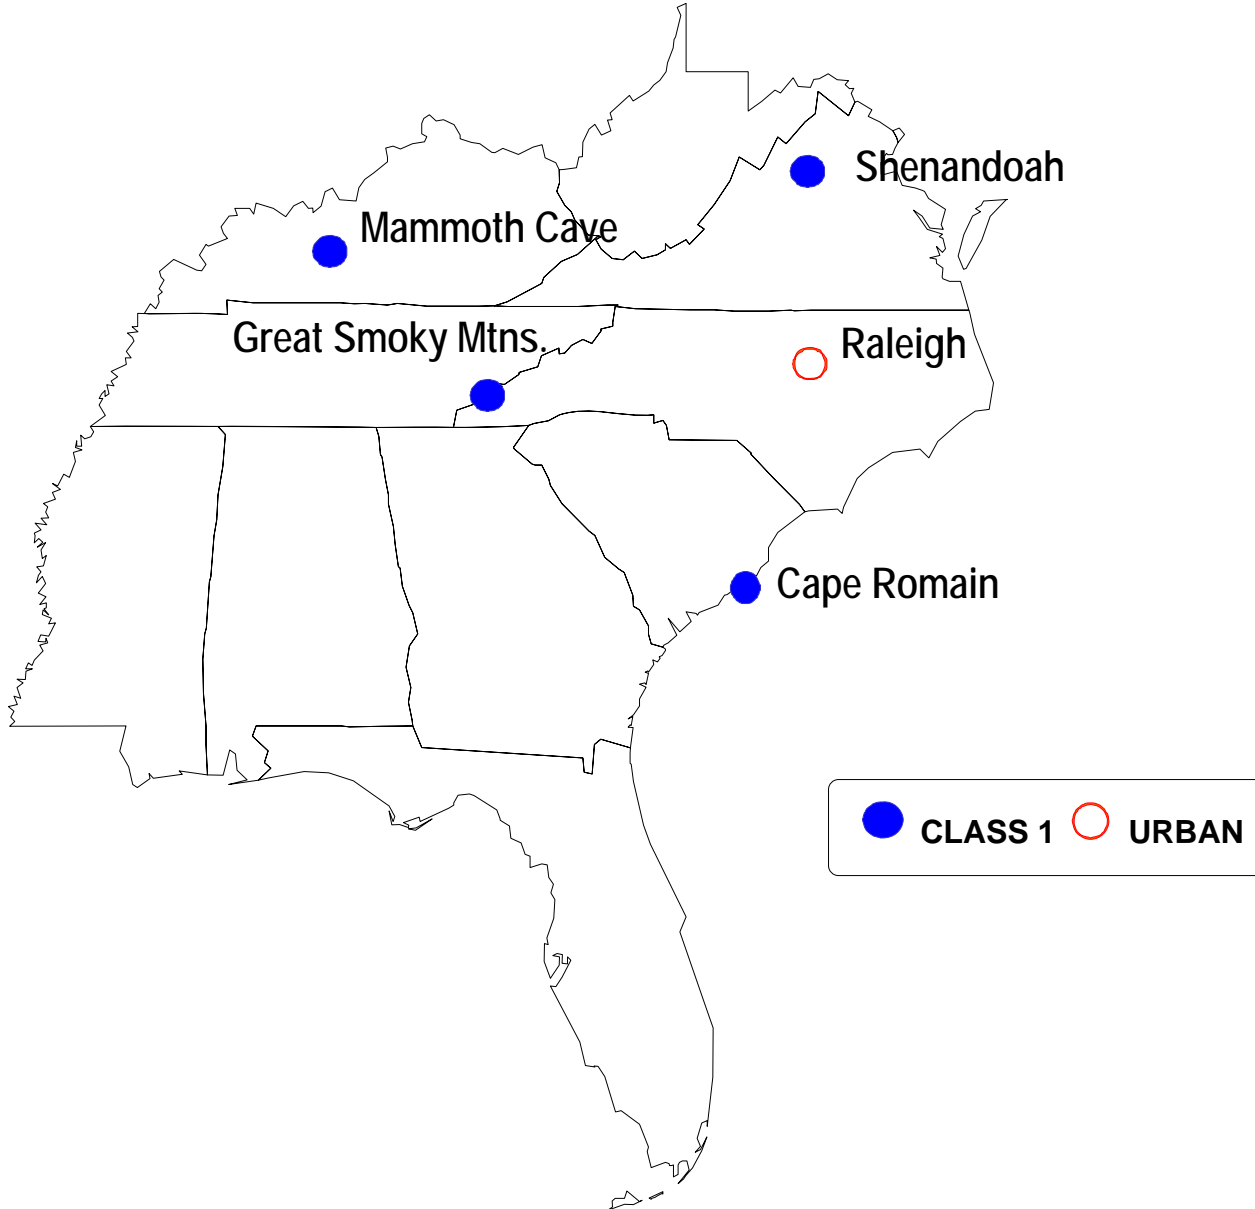 Shenandoah
Mammoth Cave
Great Smoky Mtns.
Raleigh
Cape Romain
CLASS 1
URBAN